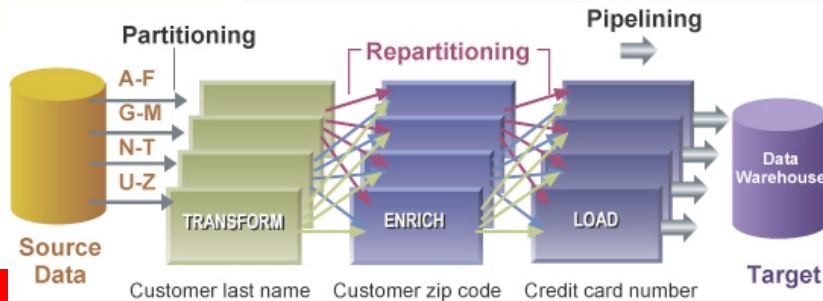 Pipelining
Partitioning
Repartitioning
A-F
G-M
N-T
U-Z
TRANSFORM
ENRICH
LOAD
Data
Warehouse
Source
Data
Target
Customer last name
Customer zip code
Credit card number